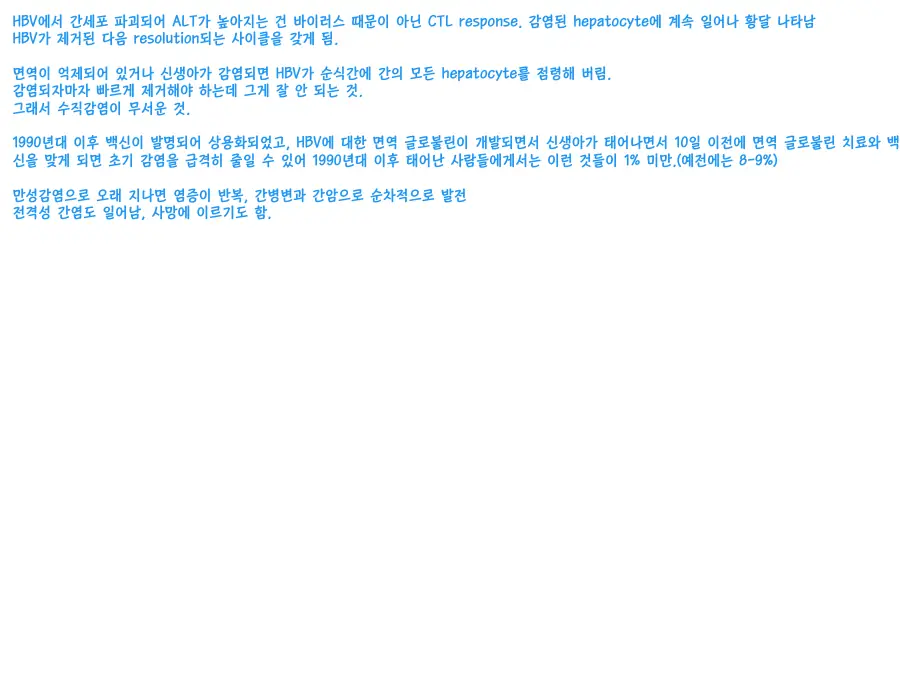 HBV에서 간세포 파괴되어 ALT가 높아지는 건 바이러스 때문이 아닌 CTL response. 감염된 hepatocyte에 계속 일어나 황달 나타남
HBV가 제거된 다음 resolution되는 사이클을 갖게 됨.
면역이 억제되어 있거나 신생아가 감염되면 HBV가 순식간에 간의 모든 hepatocyte를 점령해 버림.
감염되자마자 빠르게 제거해야 하는데 그게 잘 안 되는 것.
그래서 수직감염이 무서운 것.
1990년대 이후 백신이 발명되어 상용화되었고, HBV에 대한 면역 글로불린이 개발되면서 신생아가 태어나면서 10일 이전에 면역 글로불린 치료와 백
신을 맞게 되면 초기 감염을 급격히 줄일 수 있어 1990년대 이후 태어난 사람들에게서는 이런 것들이 1% 미만.(예전에는 8-9%)
만성감염으로 오래 지나면 염증이 반복, 간병변과 간암으로 순차적으로 발전
전격성 간염도 일어남, 사망에 이르기도 함.